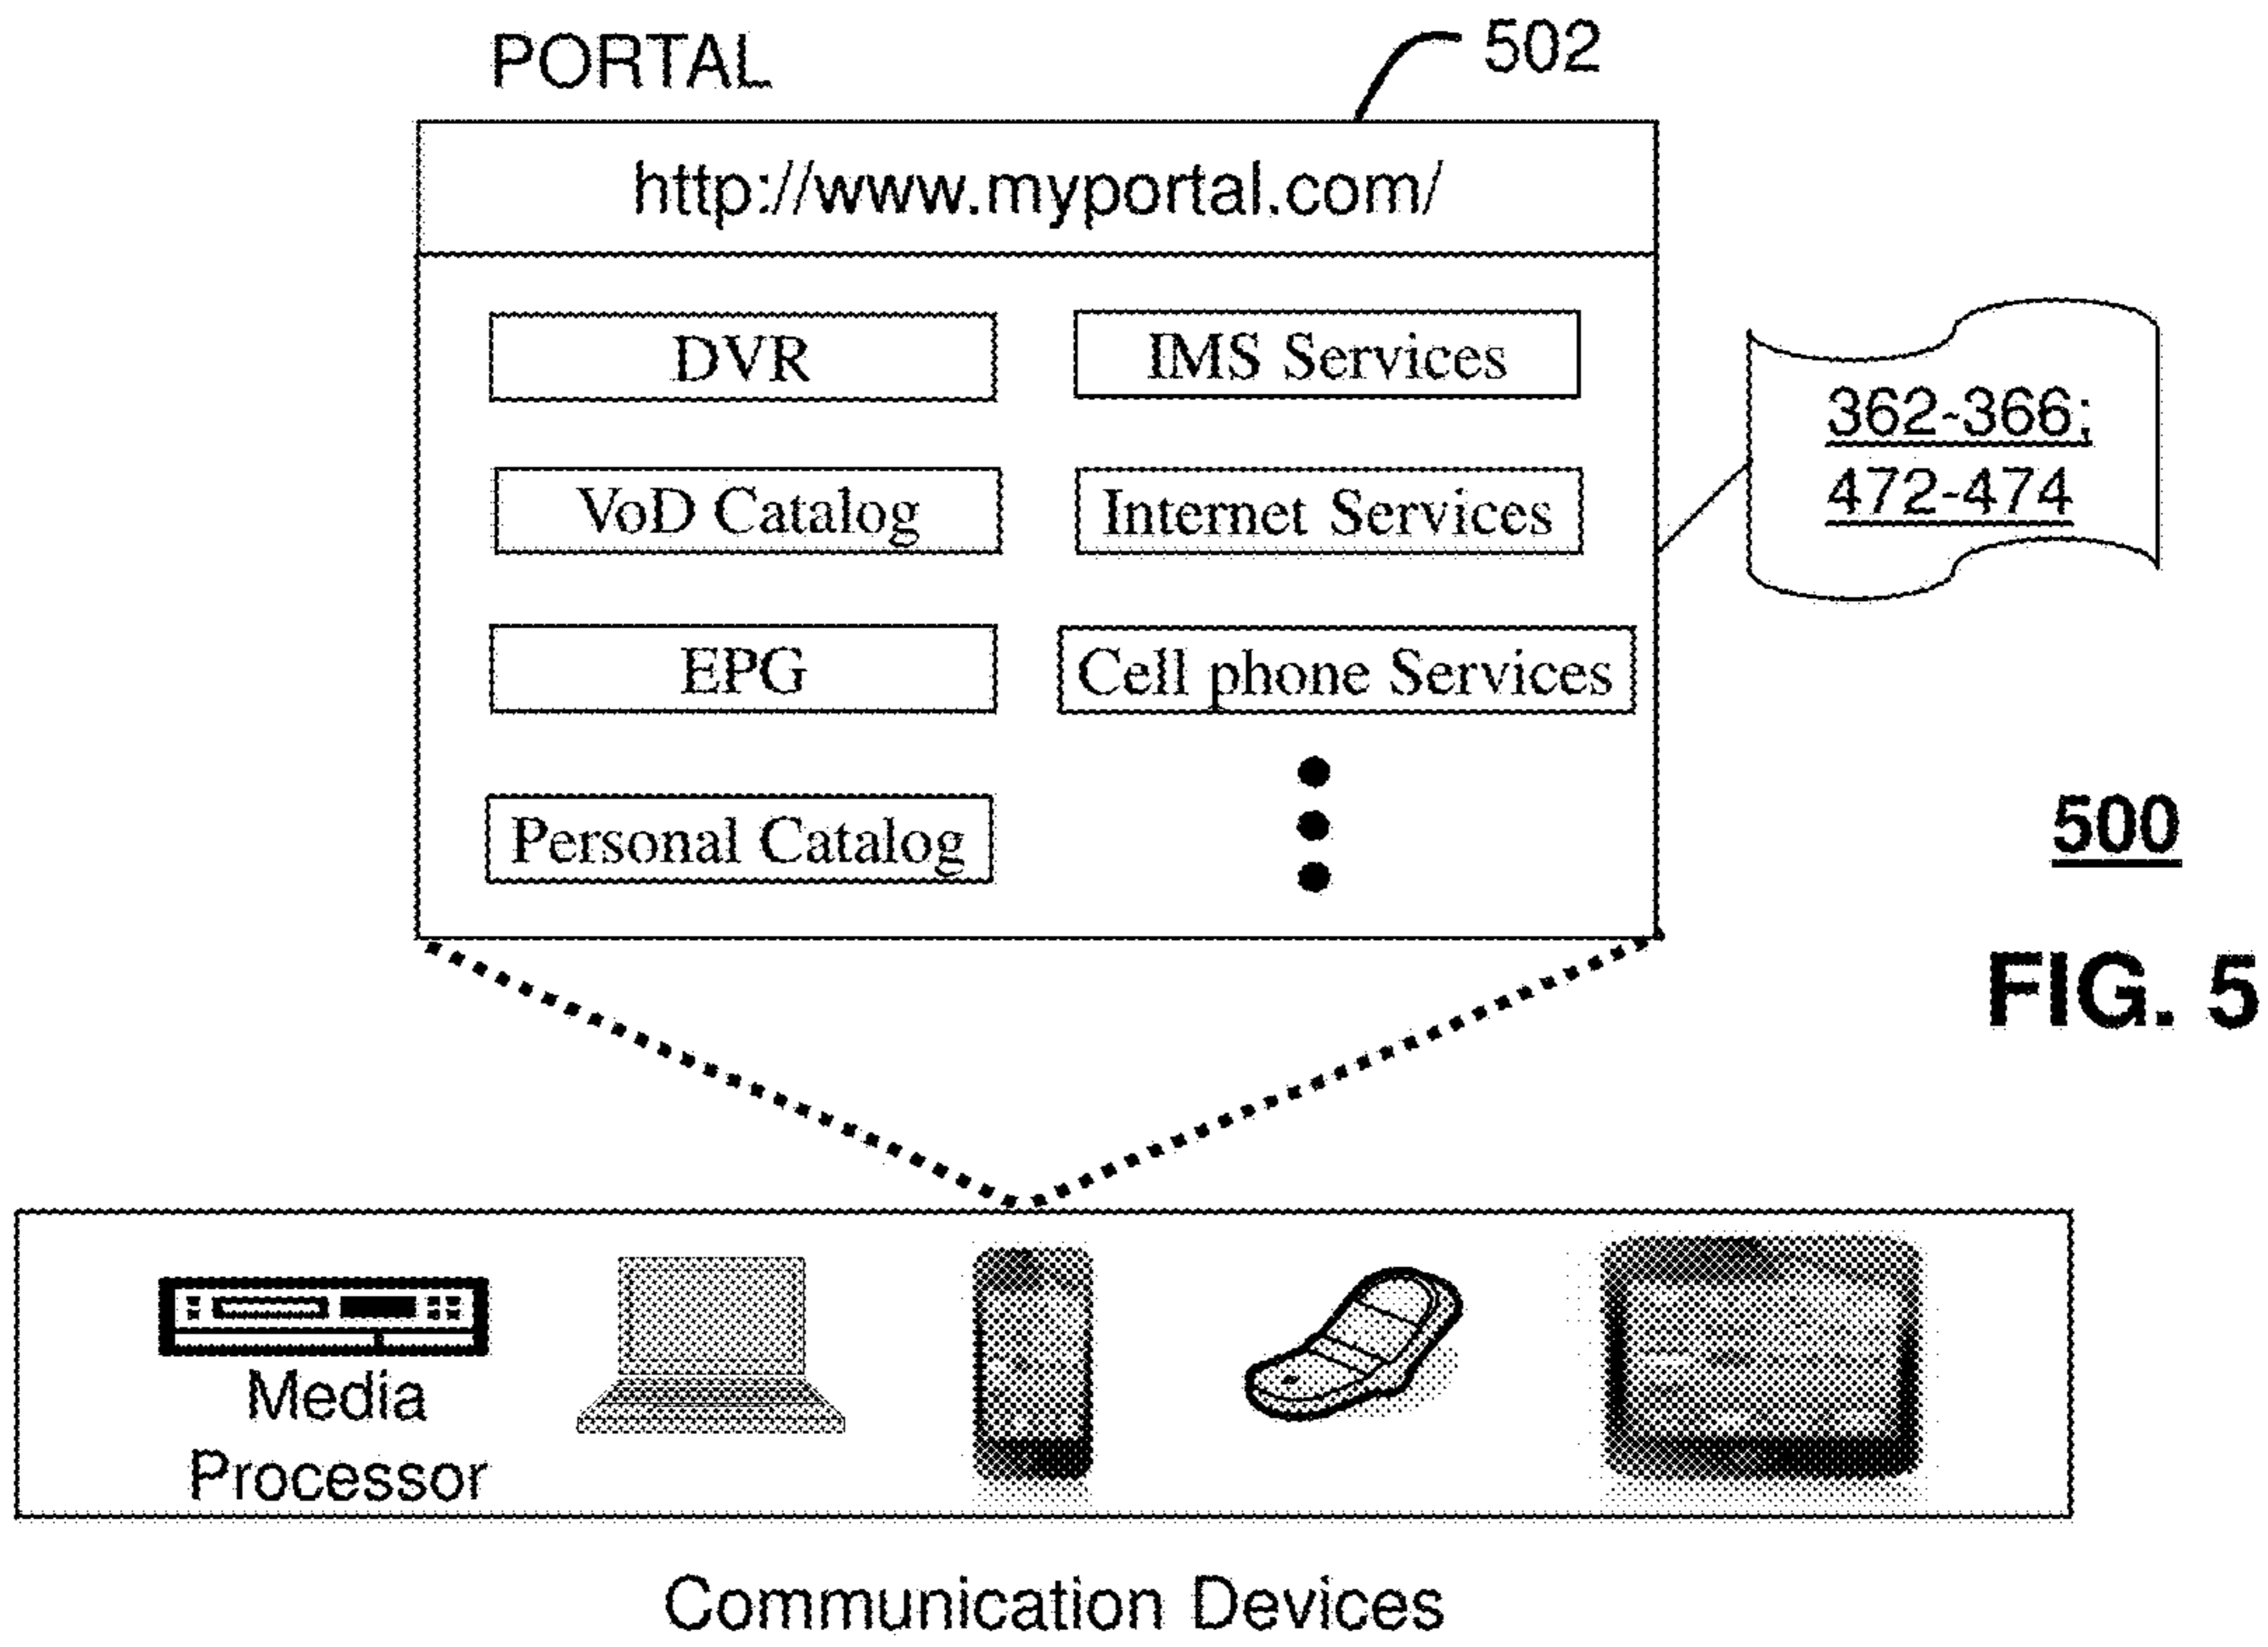 PORTAL
502
http://www.myportal.com/
DVR
IMS Services
VoD Catalog
Internet Services
EPG
Cell phone Services
Personal Catalog
362-366;
472-474
500
FIG. 5
Media
Processor
Communication Devices